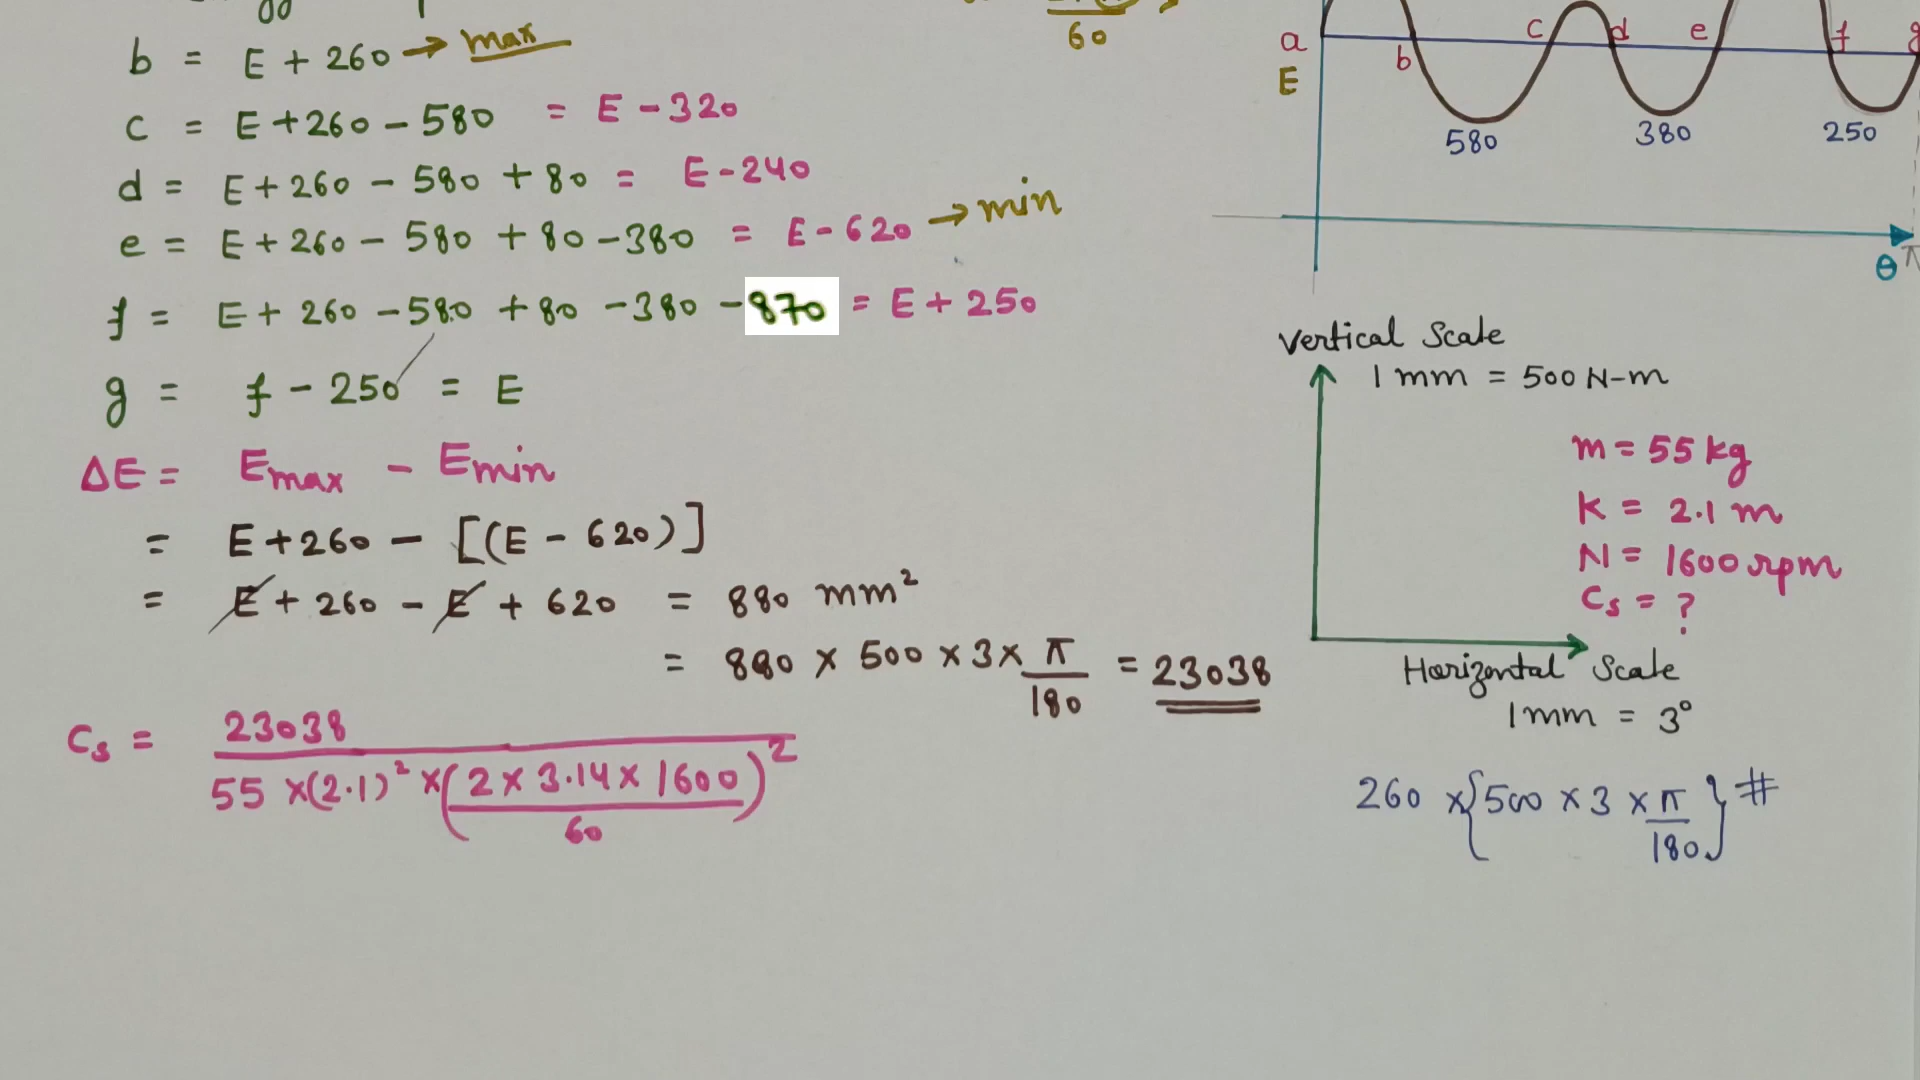 60
b = E + 260 → max
c = E + 260 - 580 = E - 320
d = E + 260 - 580 + 80 = E - 240
e = E + 260 - 580 + 80 - 380 = E - 620 → min
f = E + 260 - 580 + 80 - 380 - 870 = E + 250
g = f - 250 = E
ΔE = Emax - Emin
= E + 260 - [(E - 620)]
= E + 260 - E + 620 = 880 mm²
= 880 × 500 × 3 × π/180 = 23038
Cs = 23038 / 55 × (2.1)² × (2 × 3.14 × 1600 / 60)²
a b c d e f g
E
580 380 250
θ
Vertical Scale
1 mm = 500 N-m
m = 55 kg
K = 2.1 m
N = 1600 rpm
Cs = ?
Horizontal Scale
1 mm = 3°
260 × {500 × 3 × π/180} #